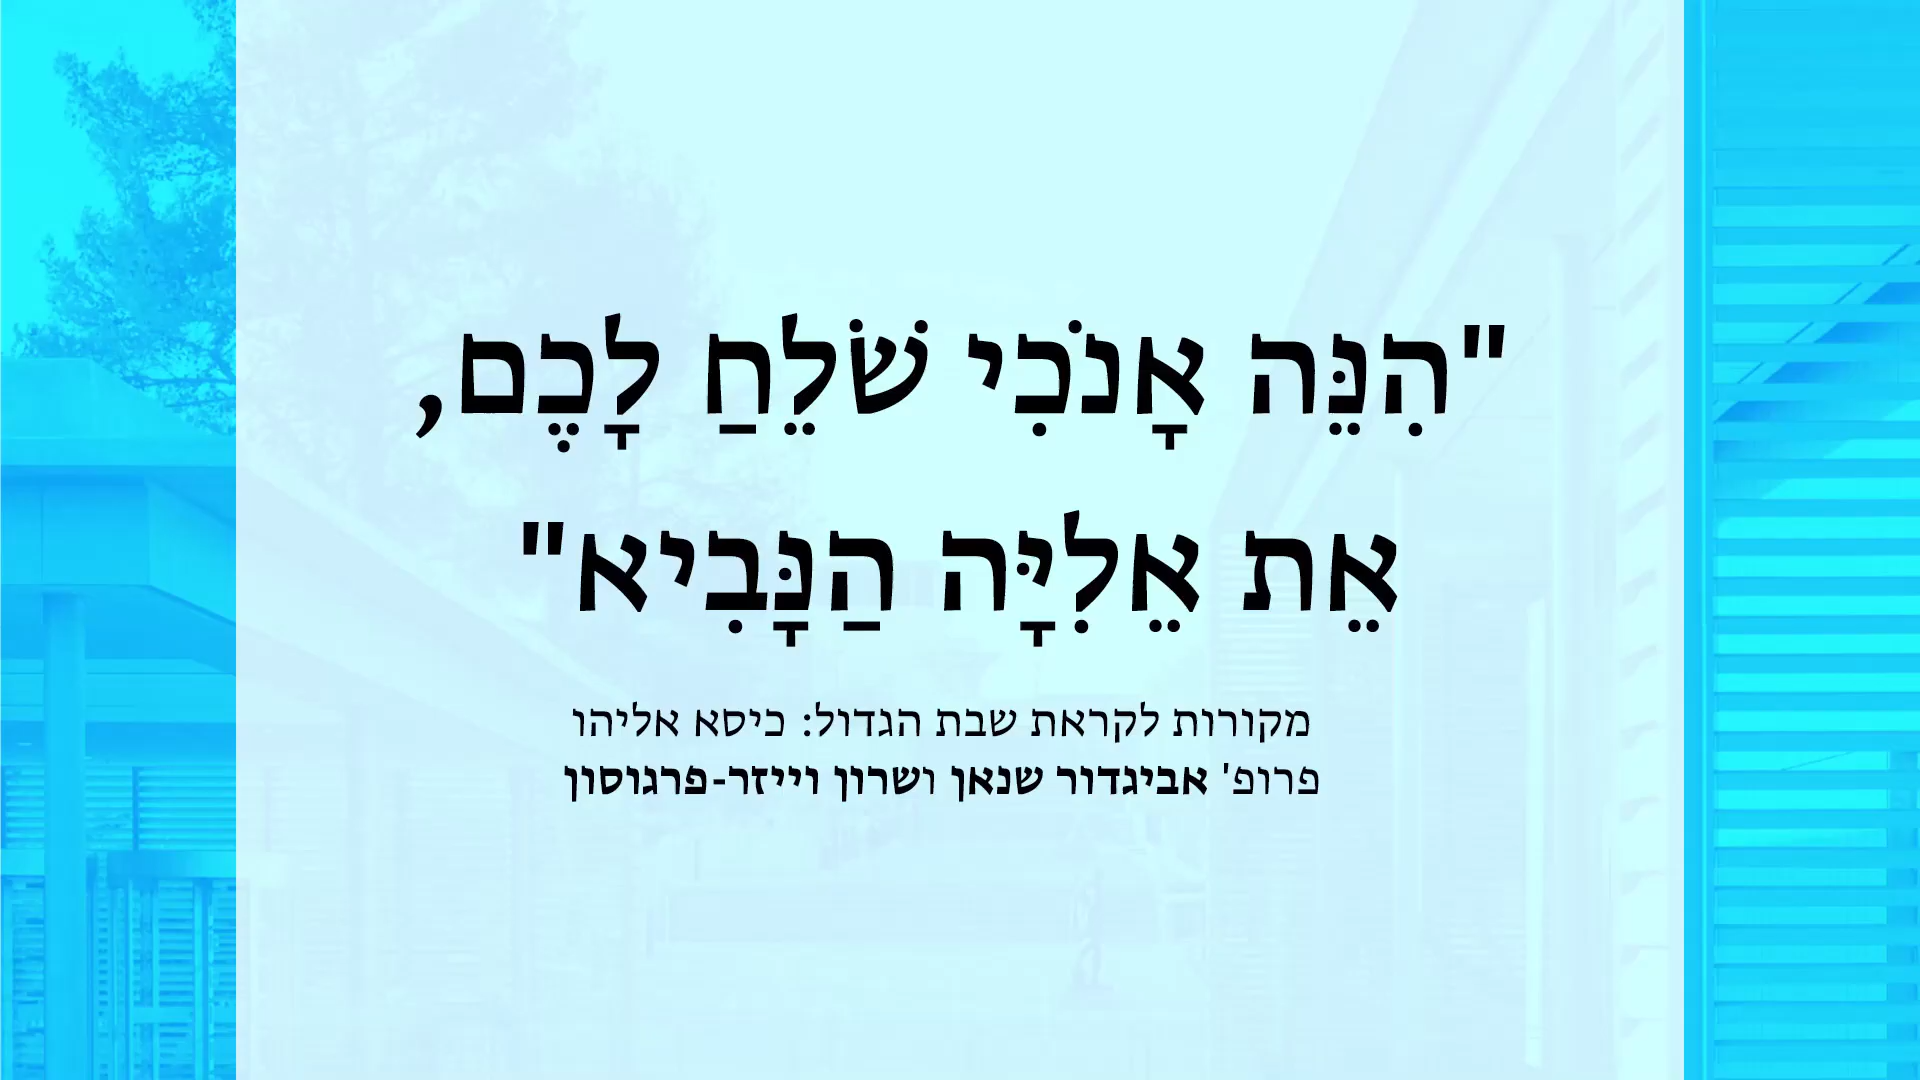 "הִנֵּה אָנֹכִי שֹׁלֵחַ לָכֶם,
אֵת אֵלִיָּה הַנָּבִיא"
מקורות לקראת שבת הגדול: כיסא אליהו
פרופ' אביגדור שנאן ושרון וייזר-פרגוסון